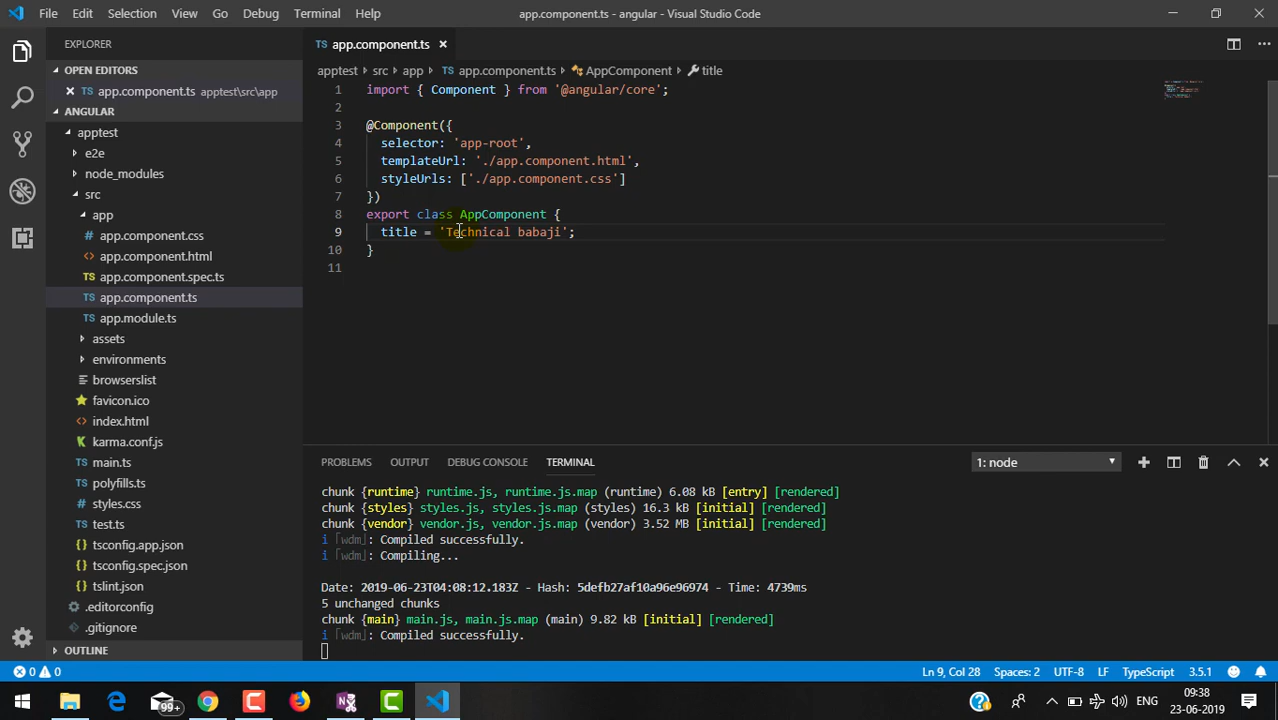 File Edit Selection View Go Debug Terminal Help
app.component.ts - angular - Visual Studio Code
EXPLORER
OPEN EDITORS
TS app.component.ts apptest\src\app
ANGULAR
apptest
e2e
node_modules
src
app
app.component.css
app.component.html
TS app.component.spec.ts
TS app.component.ts
TS app.module.ts
assets
environments
browserslist
favicon.ico
index.html
karma.conf.js
TS main.ts
TS polyfills.ts
styles.css
TS test.ts
{} tsconfig.app.json
{} tsconfig.spec.json
{} tslint.json
.editorconfig
.gitignore
OUTLINE
TS app.component.ts
apptest › src › app › TS app.component.ts › AppComponent › title
1 import { Component } from '@angular/core';
2
3 @Component({
4 selector: 'app-root',
5 templateUrl: './app.component.html',
6 styleUrls: ['./app.component.css']
7 })
8 export class AppComponent {
9 title = 'Technical babaji';
10 }
11
PROBLEMS OUTPUT DEBUG CONSOLE TERMINAL 1: node
chunk {runtime} runtime.js, runtime.js.map (runtime) 6.08 kB [entry] [rendered]
chunk {styles} styles.js, styles.js.map (styles) 16.3 kB [initial] [rendered]
chunk {vendor} vendor.js, vendor.js.map (vendor) 3.52 MB [initial] [rendered]
i ｢wdm｣: Compiled successfully.
i ｢wdm｣: Compiling...
Date: 2019-06-23T04:08:12.183Z - Hash: 5defb27af10a96e96974 - Time: 4739ms
5 unchanged chunks
chunk {main} main.js, main.js.map (main) 9.82 kB [initial] [rendered]
i ｢wdm｣: Compiled successfully.
0 0 Ln 9, Col 28 Spaces: 2 UTF-8 LF TypeScript 3.5.1
99+
ENG
09:38
23-06-2019